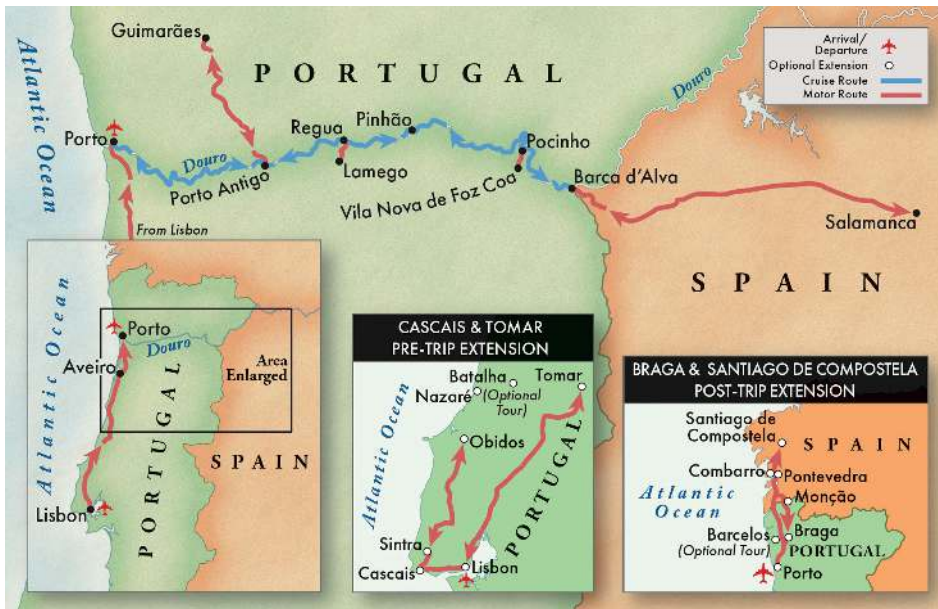 Atlantic Ocean
Guimarães
PORTUGAL
Arrival/
Departure
Optional Extension
Cruise Route
Motor Route
Douro
Porto
Douro
Porto Antigo
Regua
Lamego
Pinhão
Pocinho
Vila Nova de Foz Coa
Barca d'Alva
Salamanca
SPAIN
From Lisbon
Atlantic Ocean
Porto
Douro
Aveiro
Area
Enlarged
PORTUGAL
SPAIN
Lisbon
CASCAIS & TOMAR
PRE-TRIP EXTENSION
Atlantic Ocean
Batalha
Nazaré
(Optional
Tour)
Tomar
Obidos
PORTUGAL
Sintra
Cascais
Lisbon
BRAGA & SANTIAGO DE COMPOSTELA
POST-TRIP EXTENSION
Santiago de
Compostela
SPAIN
Combarro
Pontevedra
Monção
Atlantic
Ocean
Barcelos
(Optional Tour)
Braga
PORTUGAL
Porto